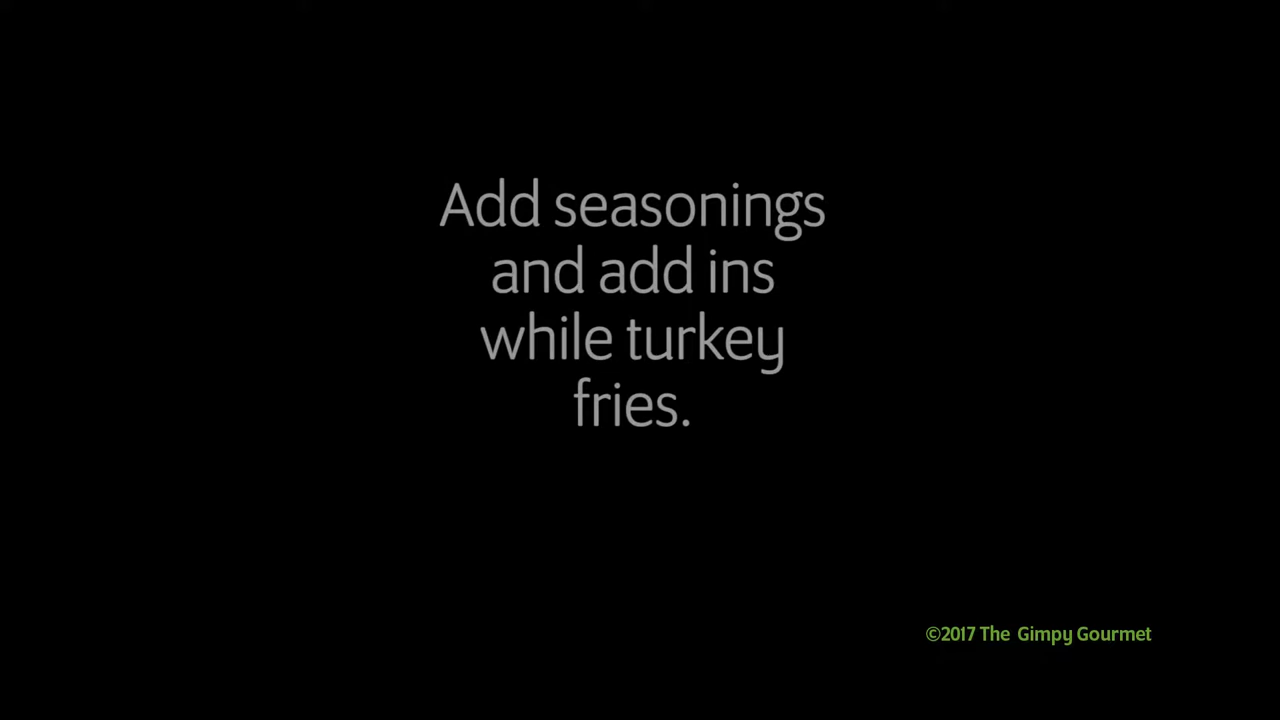 Add seasonings
and add ins
while turkey
fries.
©2017 The Gimpy Gourmet